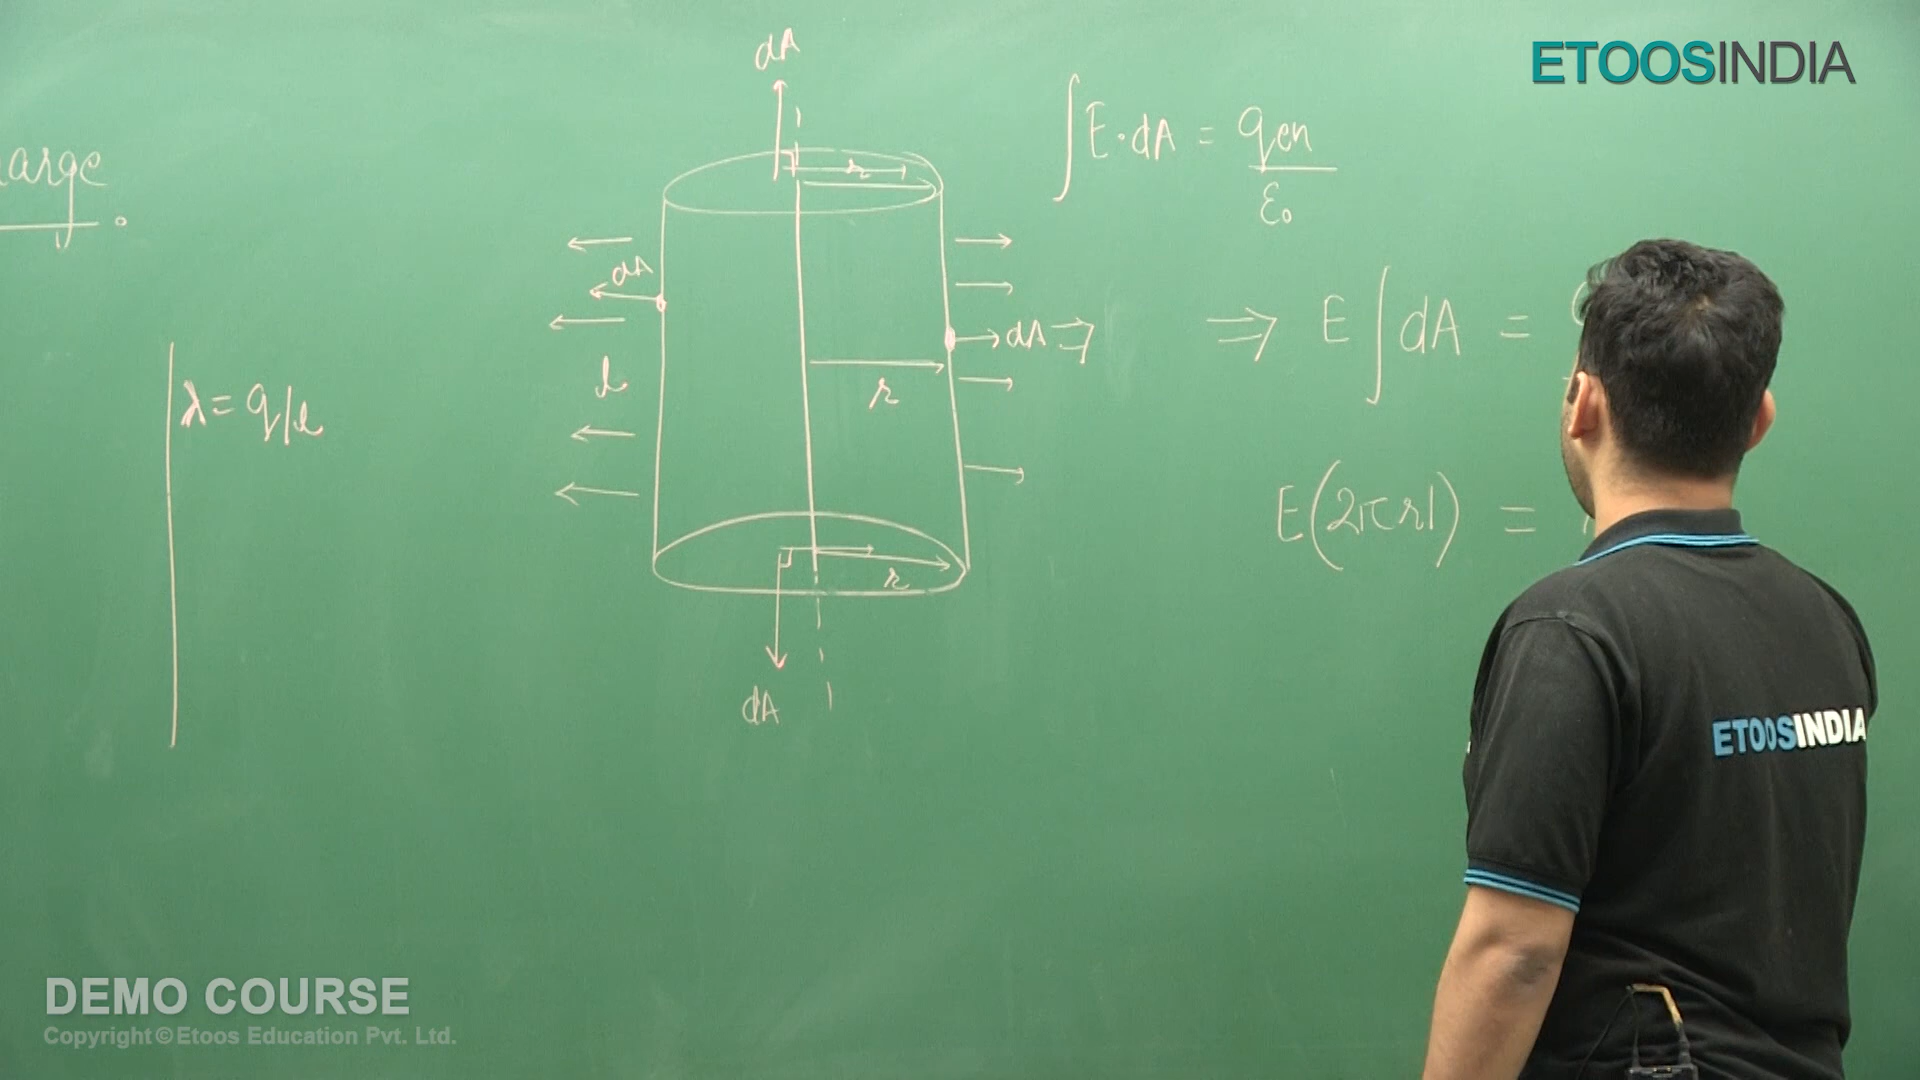 ETOOSINDIA
arge
λ = q/l
dA
r
dA
l
dA ⇒
r
r
dA
∫ E · dA = qen / ε₀
⇒ E ∫ dA =
E(2πrl) =
ETOOSINDIA
DEMO COURSE
Copyright © Etoos Education Pvt. Ltd.